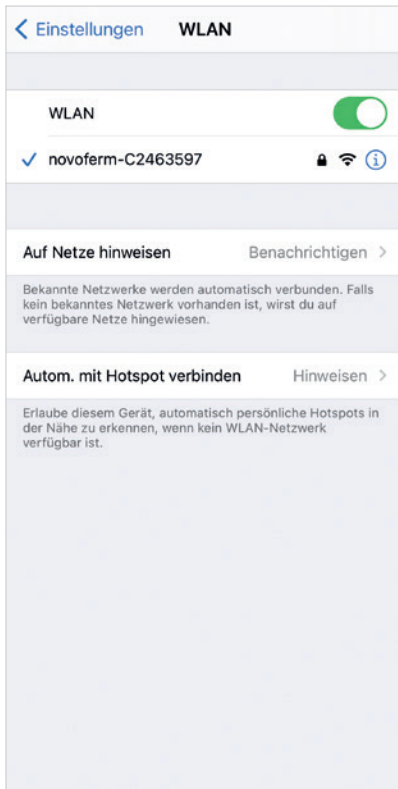 Einstellungen WLAN
WLAN
novoferm-C2463597
Auf Netze hinweisen Benachrichtigen
Bekannte Netzwerke werden automatisch verbunden. Falls
kein bekanntes Netzwerk vorhanden ist, wirst du auf
verfügbare Netze hingewiesen.
Autom. mit Hotspot verbinden Hinweisen
Erlaube diesem Gerät, automatisch persönliche Hotspots in
der Nähe zu erkennen, wenn kein WLAN-Netzwerk
verfügbar ist.